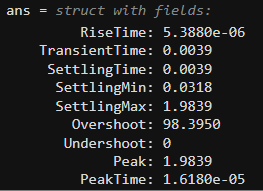 ans = struct with fields:
RiseTime: 5.3880e-06
TransientTime: 0.0039
SettlingTime: 0.0039
SettlingMin: 0.0318
SettlingMax: 1.9839
Overshoot: 98.3950
Undershoot: 0
Peak: 1.9839
PeakTime: 1.6180e-05